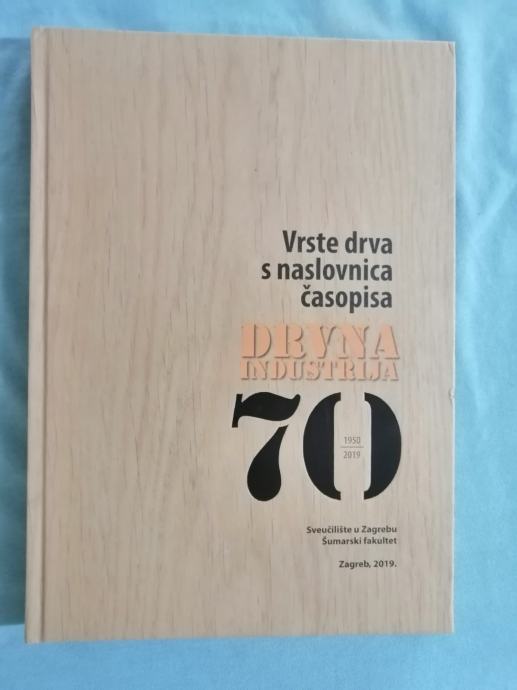 Vrste drva
s naslovnica
časopisa
DRVNA
INDUSTRIJA
70
1950
2019
Sveučilište u Zagrebu
Šumarski fakultet
Zagreb, 2019.